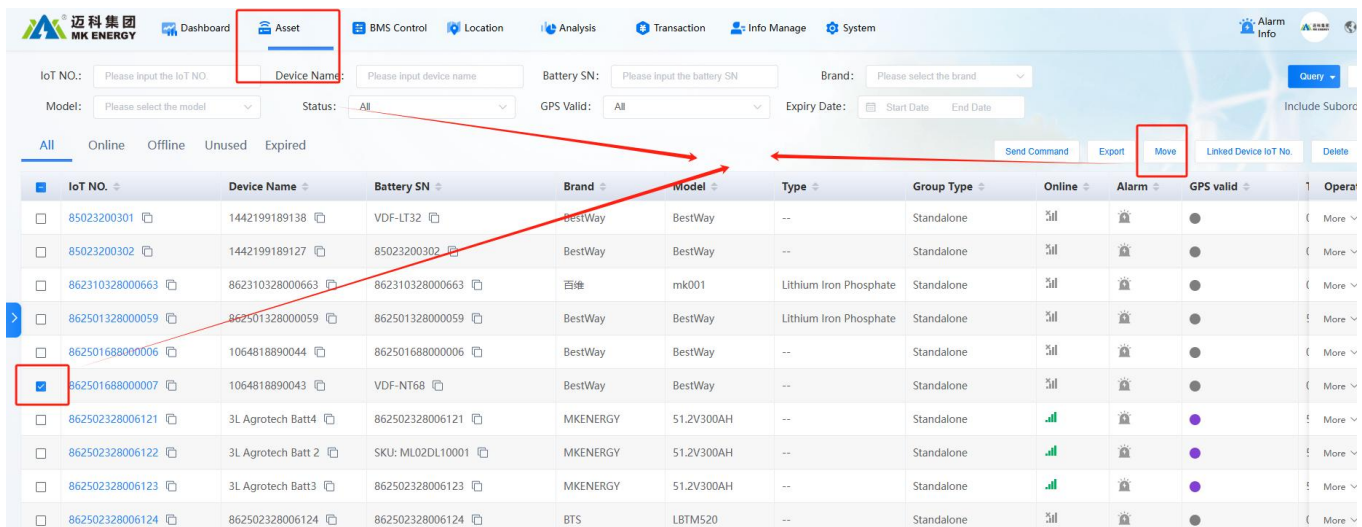 迈科集团
MK ENERGY
Dashboard Asset BMS Control Location Analysis Transaction Info Manage System Alarm Info
IoT NO.: Please input the IoT NO. Device Name: Please input device name Battery SN: Please input the battery SN Brand: Please select the brand Query
Model: Please select the model Status: All GPS Valid: All Expiry Date: Start Date End Date Include Subord
All Online Offline Unused Expired Send Command Export Move Linked Device IoT No. Delete
IoT NO. Device Name Battery SN Brand Model Type Group Type Online Alarm GPS valid T Operat
85023200301 1442199189138 VDF-LT32 BestWay BestWay -- Standalone More
85023200302 1442199189127 85023200302 BestWay BestWay -- Standalone More
862310328000663 862310328000663 862310328000663 百维 mk001 Lithium Iron Phosphate Standalone More
862501328000059 862501328000059 862501328000059 BestWay BestWay Lithium Iron Phosphate Standalone More
862501688000006 1064818890044 862501688000006 BestWay BestWay -- Standalone More
862501688000007 1064818890043 VDF-NT68 BestWay BestWay -- Standalone More
862502328006121 3L Agrotech Batt4 862502328006121 MKENERGY 51.2V300AH -- Standalone More
862502328006122 3L Agrotech Batt 2 SKU: ML02DL10001 MKENERGY 51.2V300AH -- Standalone More
862502328006123 3L Agrotech Batt3 862502328006123 MKENERGY 51.2V300AH -- Standalone More
862502328006124 862502328006124 862502328006124 BTS LBTM520 -- Standalone More